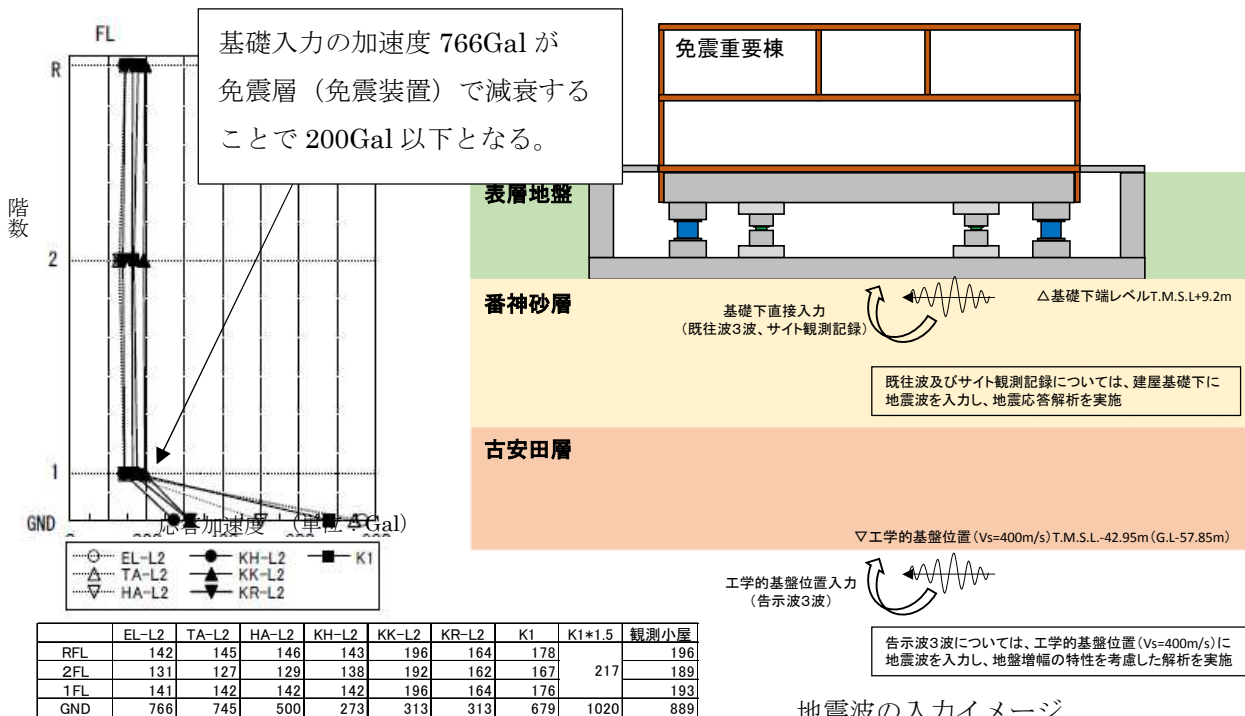 FL
基礎入力の加速度 766Gal が
免震層（免震装置）で減衰する
ことで 200Gal 以下となる。
R
階数
2
1
GND
応答加速度 （単位：Gal）
EL-L2 KH-L2 K1
TA-L2 KK-L2
HA-L2 KR-L2
EL-L2 TA-L2 HA-L2 KH-L2 KK-L2 KR-L2 K1 K1*1.5 観測小屋
RFL 142 145 146 143 196 164 178 196
2FL 131 127 129 138 192 162 167 217 189
1FL 141 142 142 142 196 164 176 193
GND 766 745 500 273 313 313 679 1020 889
免震重要棟
表層地盤
番神砂層
基礎下直接入力
（既往波3波、サイト観測記録）
△基礎下端レベルT.M.S.L+9.2m
既往波及びサイト観測記録については、建屋基礎下に
地震波を入力し、地震応答解析を実施
古安田層
▽工学的基盤位置（Vs=400m/s）T.M.S.L.-42.95m（G.L-57.85m）
工学的基盤位置入力
（告示波3波）
告示波3波については、工学的基盤位置（Vs=400m/s）に
地震波を入力し、地盤増幅の特性を考慮した解析を実施
地震波の入力イメージ